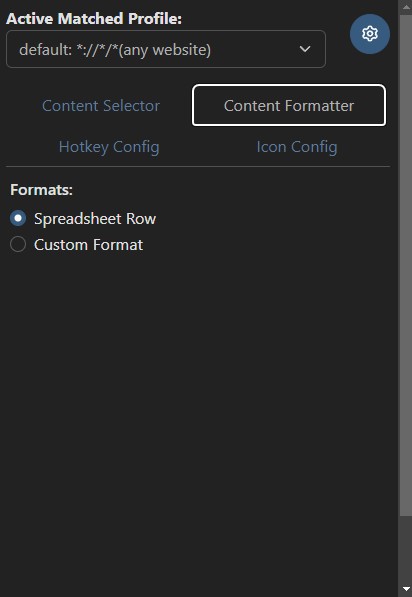 Active Matched Profile:
default: *://*/*(any website)
Content Selector
Content Formatter
Hotkey Config
Icon Config
Formats:
Spreadsheet Row
Custom Format